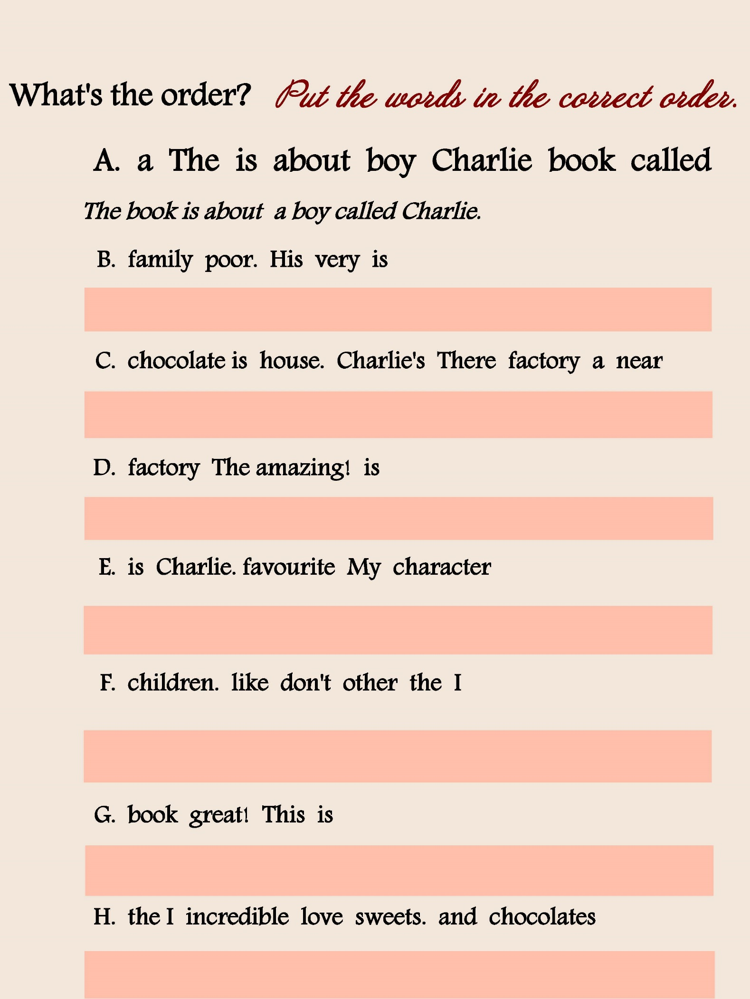 What's the order? Put the words in the correct order.
A. a The is about boy Charlie book called
The book is about a boy called Charlie.
B. family poor. His very is
C. chocolate is house. Charlie's There factory a near
D. factory The amazing! is
E. is Charlie. favourite My character
F. children. like don't other the I
G. book great! This is
H. the I incredible love sweets. and chocolates